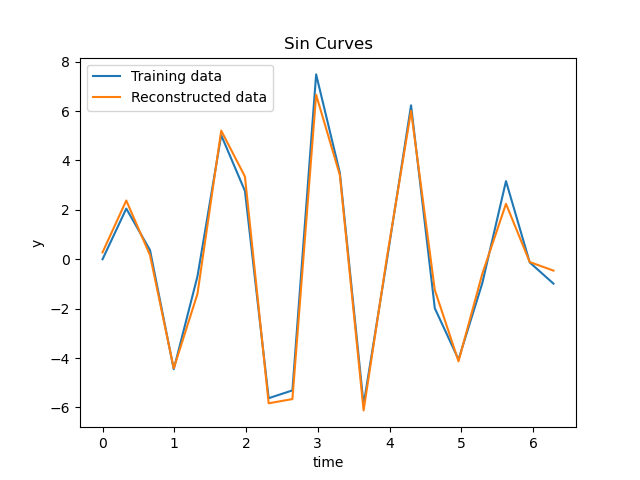 Sin Curves
Training data
Reconstructed data
y
8
6
4
2
0
−2
−4
−6
0 1 2 3 4 5 6
time